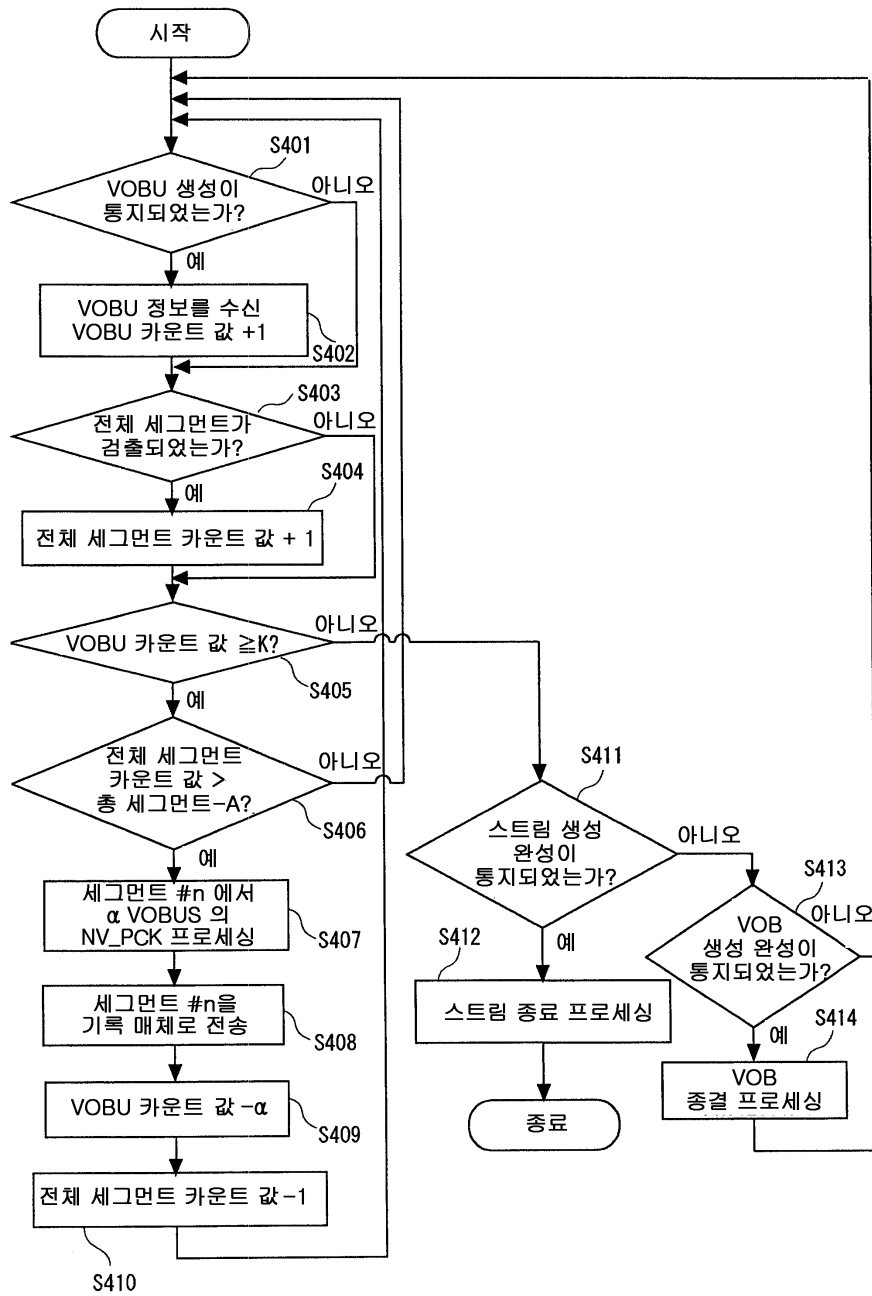 시작
S401
VOBU 생성이
통지되었는가?
아니오
예
VOBU 정보를 수신
VOBU 카운트 값 +1
S402
S403
전체 세그먼트가
검출되었는가?
아니오
예
S404
전체 세그먼트 카운트 값 + 1
VOBU 카운트 값 ≧K?
아니오
S405
예
전체 세그먼트
카운트 값 >
총 세그먼트-A?
아니오
S406
예
세그먼트 #n 에서
α VOBUS 의
NV_PCK 프로세싱
S407
세그먼트 #n을
기록 매체로 전송
S408
VOBU 카운트 값 -α
S409
전체 세그먼트 카운트 값 -1
S410
S411
스트림 생성
완성이
통지되었는가?
아니오
예
S412
스트림 종료 프로세싱
종료
S413
VOB
생성 완성이
통지되었는가?
아니오
예
S414
VOB
종결 프로세싱